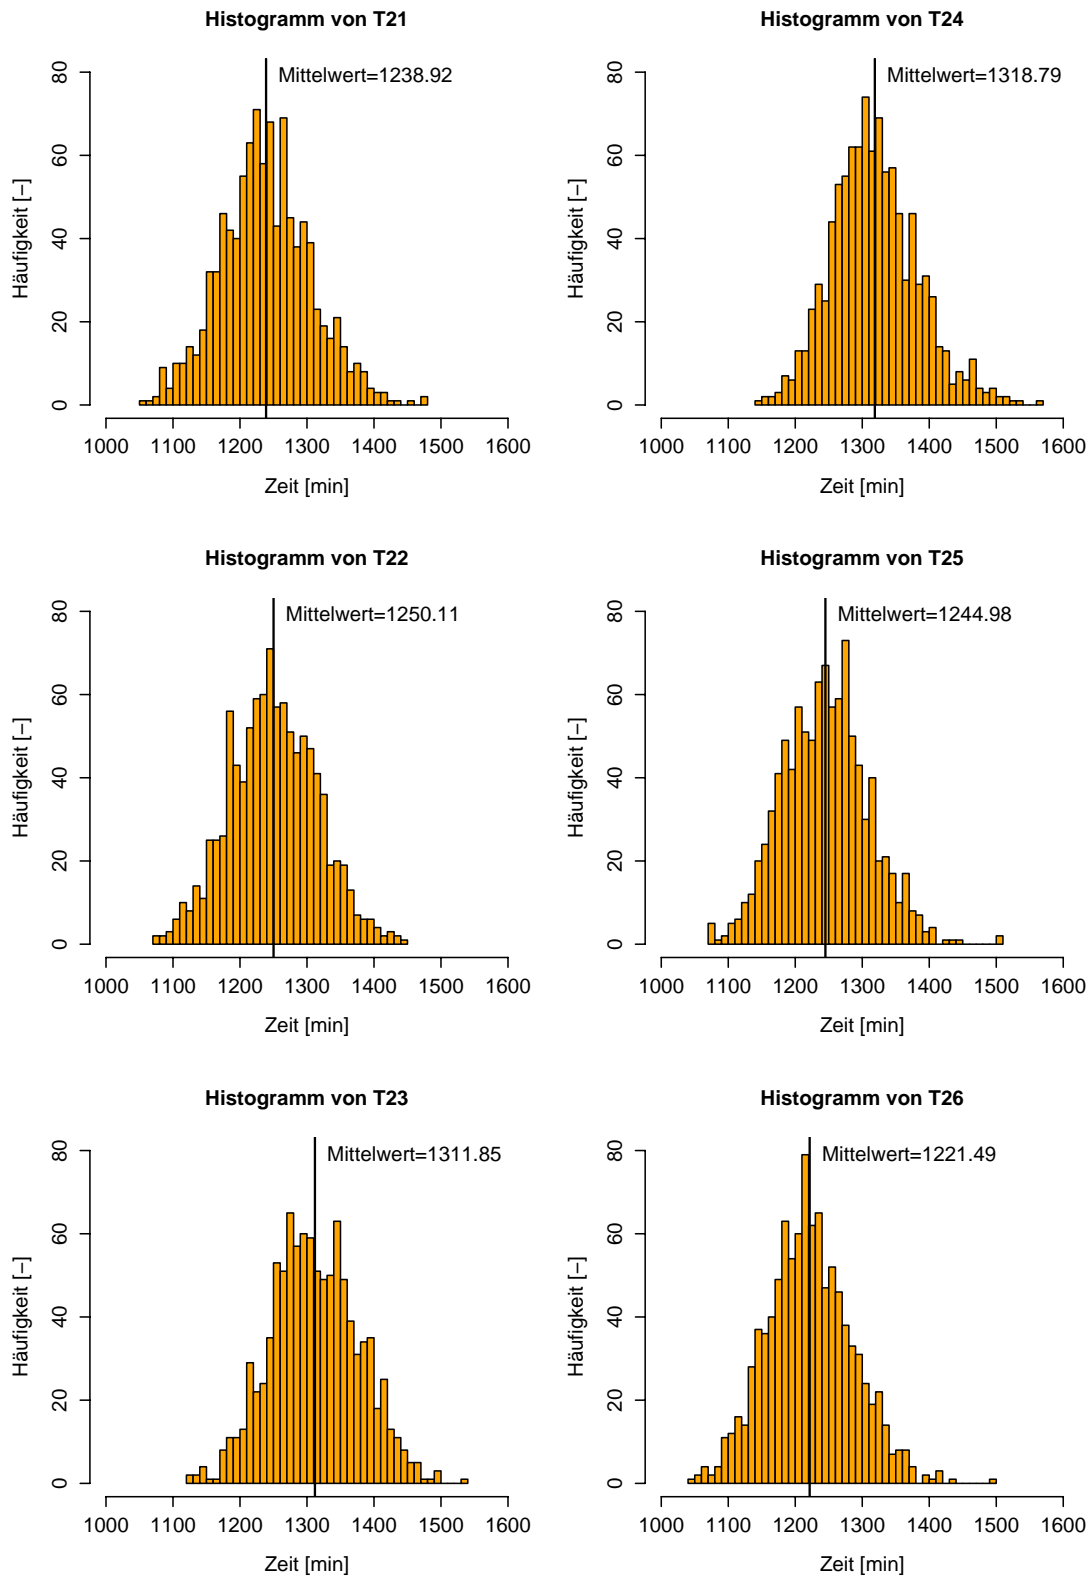 Histogramm von T21
Mittelwert=1238.92
Häufigkeit [−]
0 20 40 60 80
1000 1100 1200 1300 1400 1500 1600
Zeit [min]
Histogramm von T24
Mittelwert=1318.79
Häufigkeit [−]
0 20 40 60 80
1000 1100 1200 1300 1400 1500 1600
Zeit [min]
Histogramm von T22
Mittelwert=1250.11
Häufigkeit [−]
0 20 40 60 80
1000 1100 1200 1300 1400 1500 1600
Zeit [min]
Histogramm von T25
Mittelwert=1244.98
Häufigkeit [−]
0 20 40 60 80
1000 1100 1200 1300 1400 1500 1600
Zeit [min]
Histogramm von T23
Mittelwert=1311.85
Häufigkeit [−]
0 20 40 60 80
1000 1100 1200 1300 1400 1500 1600
Zeit [min]
Histogramm von T26
Mittelwert=1221.49
Häufigkeit [−]
0 20 40 60 80
1000 1100 1200 1300 1400 1500 1600
Zeit [min]